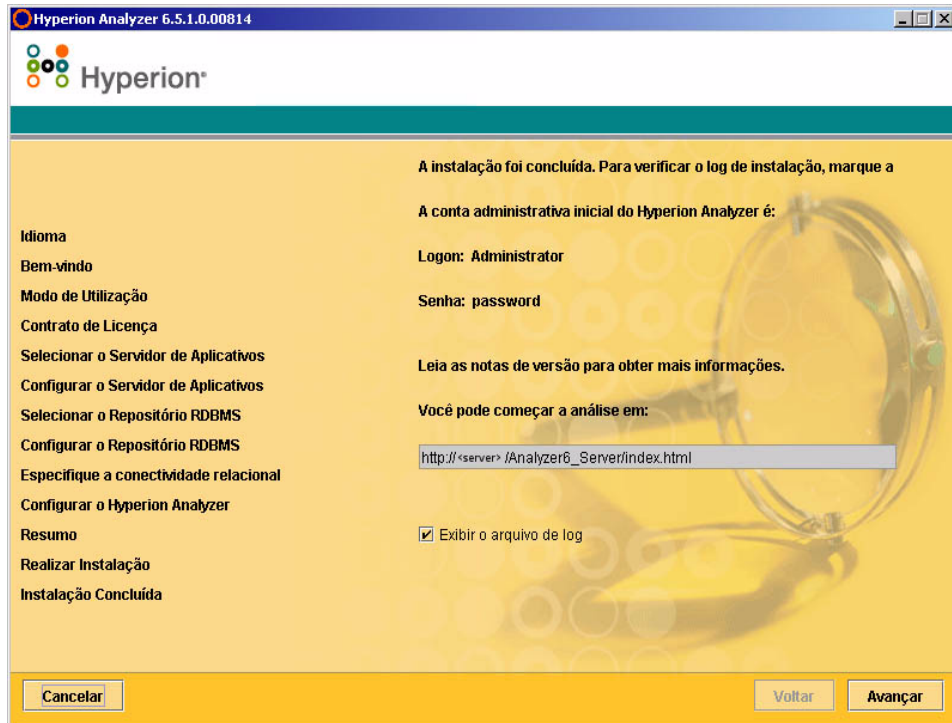 Hyperion Analyzer 6.5.1.0.00814
Hyperion
A instalação foi concluída. Para verificar o log de instalação, marque a
A conta administrativa inicial do Hyperion Analyzer é:
Logon: Administrator
Senha: password
Leia as notas de versão para obter mais informações.
Você pode começar a análise em:
http://<server> /Analyzer6_Server/index.html
Exibir o arquivo de log
Idioma
Bem-vindo
Modo de Utilização
Contrato de Licença
Selecionar o Servidor de Aplicativos
Configurar o Servidor de Aplicativos
Selecionar o Repositório RDBMS
Configurar o Repositório RDBMS
Especifique a conectividade relacional
Configurar o Hyperion Analyzer
Resumo
Realizar Instalação
Instalação Concluída
Cancelar
Voltar
Avançar